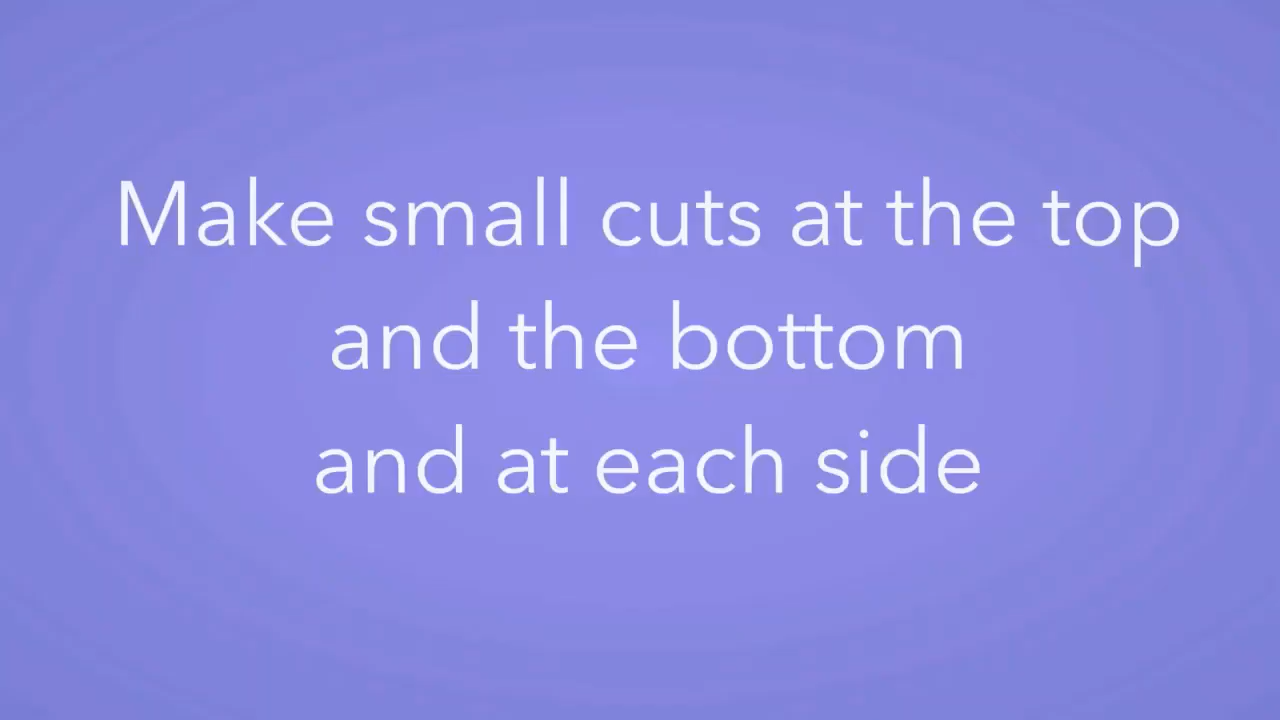 Make small cuts at the top
and the bottom
and at each side